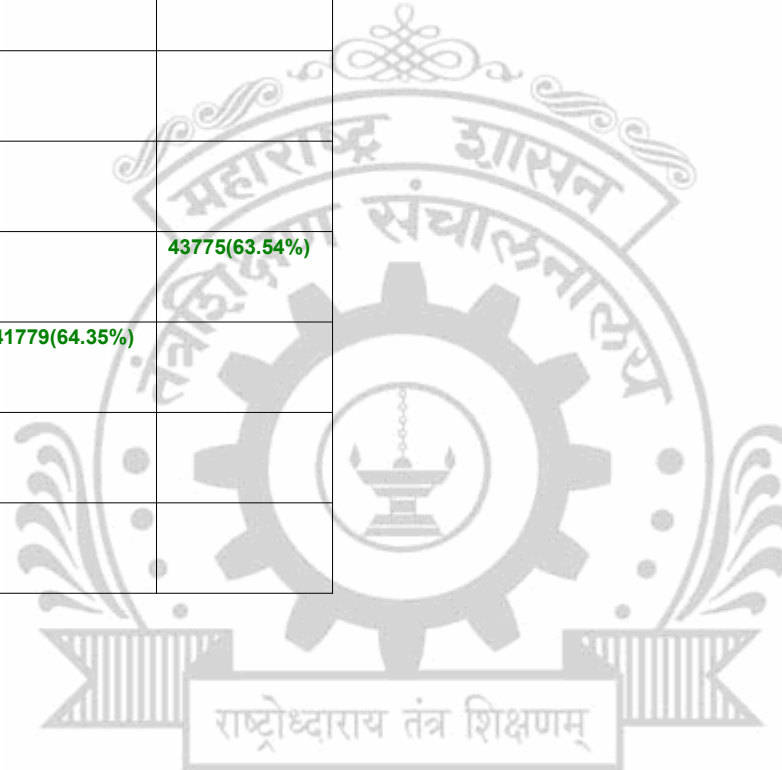 महाराष्ट्र शासन
तंत्रशिक्षण संचालनालय
43775(63.54%)
41779(64.35%)
राष्ट्रोध्दाराय तंत्र शिक्षणम्